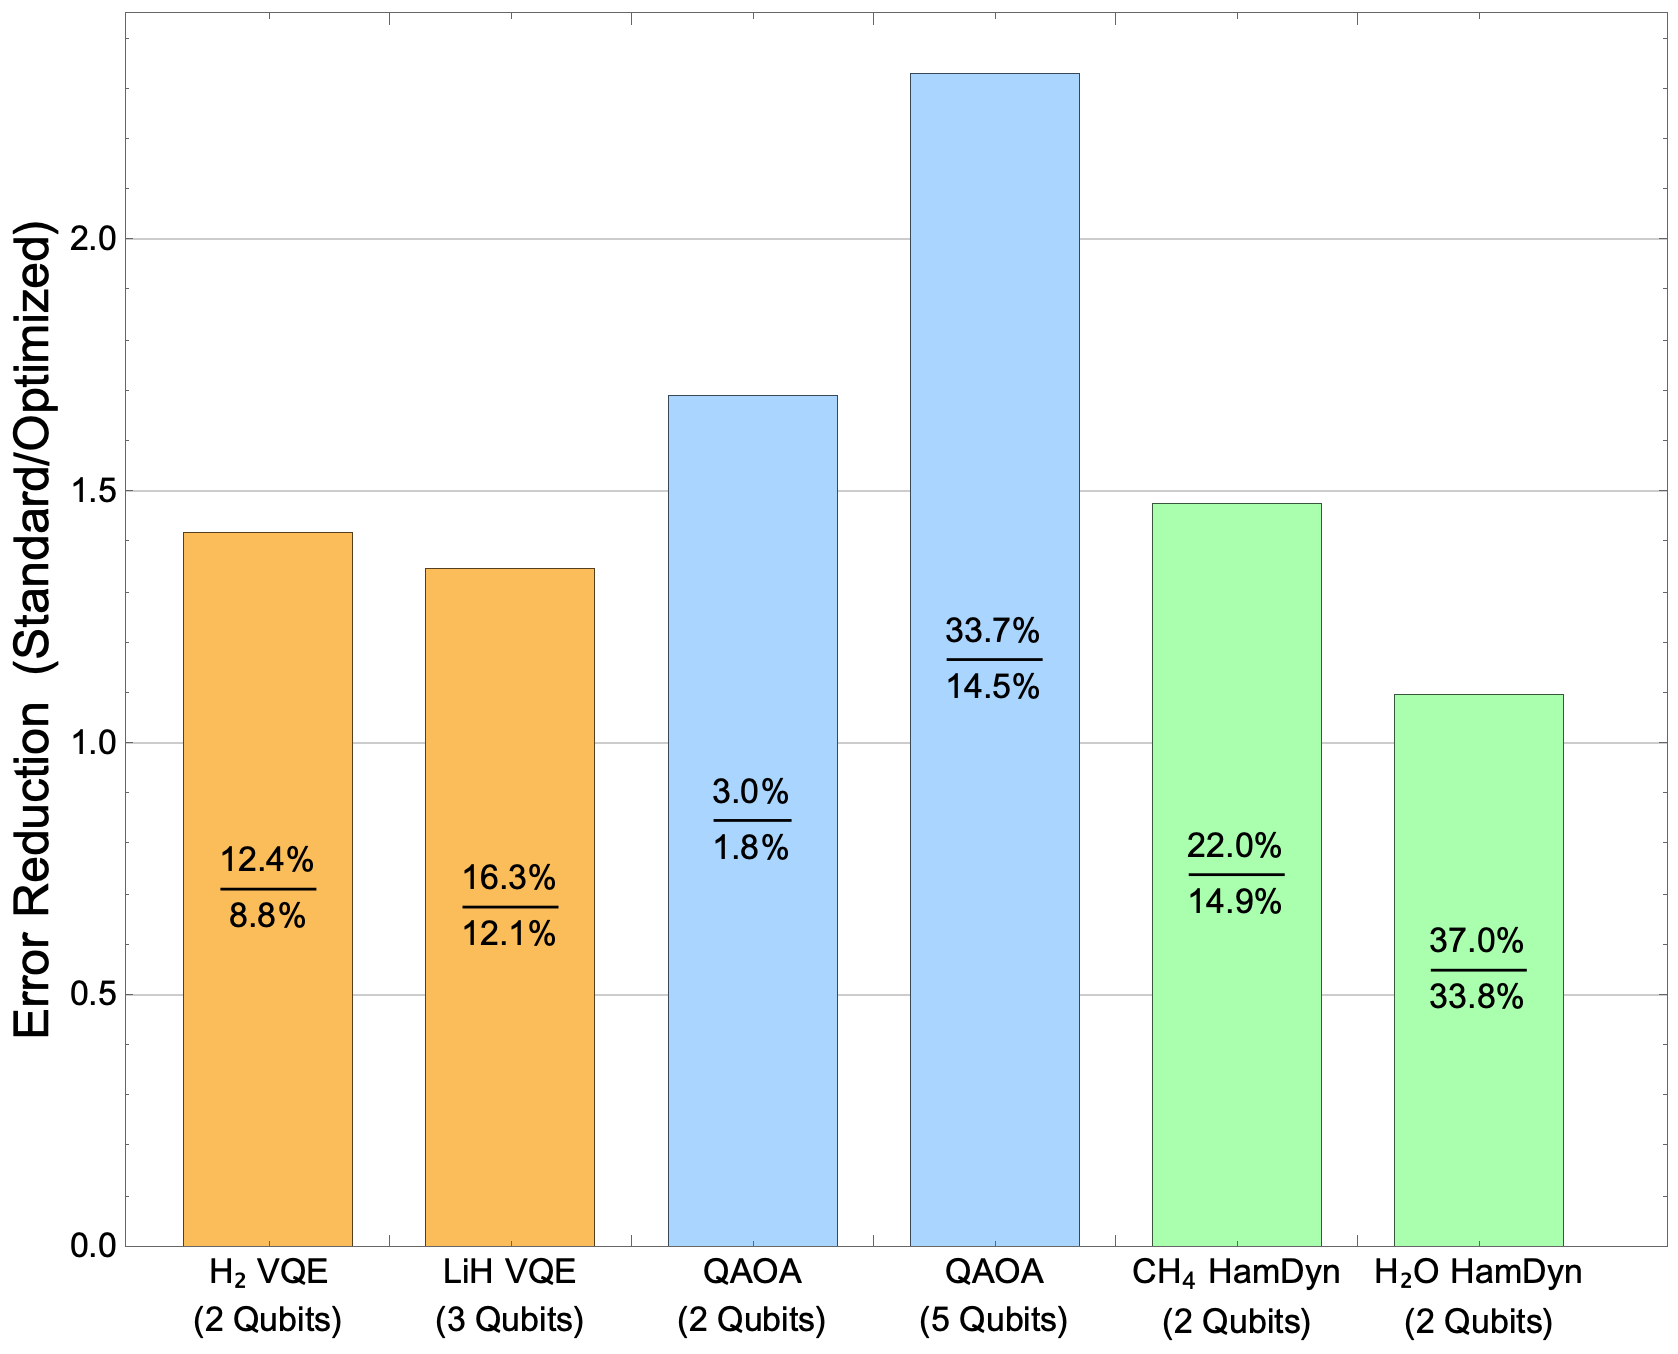 Error Reduction (Standard/Optimized)
2.0
1.5
1.0
0.5
0.0
12.4%
8.8%
16.3%
12.1%
3.0%
1.8%
33.7%
14.5%
22.0%
14.9%
37.0%
33.8%
H₂ VQE
(2 Qubits)
LiH VQE
(3 Qubits)
QAOA
(2 Qubits)
QAOA
(5 Qubits)
CH₄ HamDyn
(2 Qubits)
H₂O HamDyn
(2 Qubits)